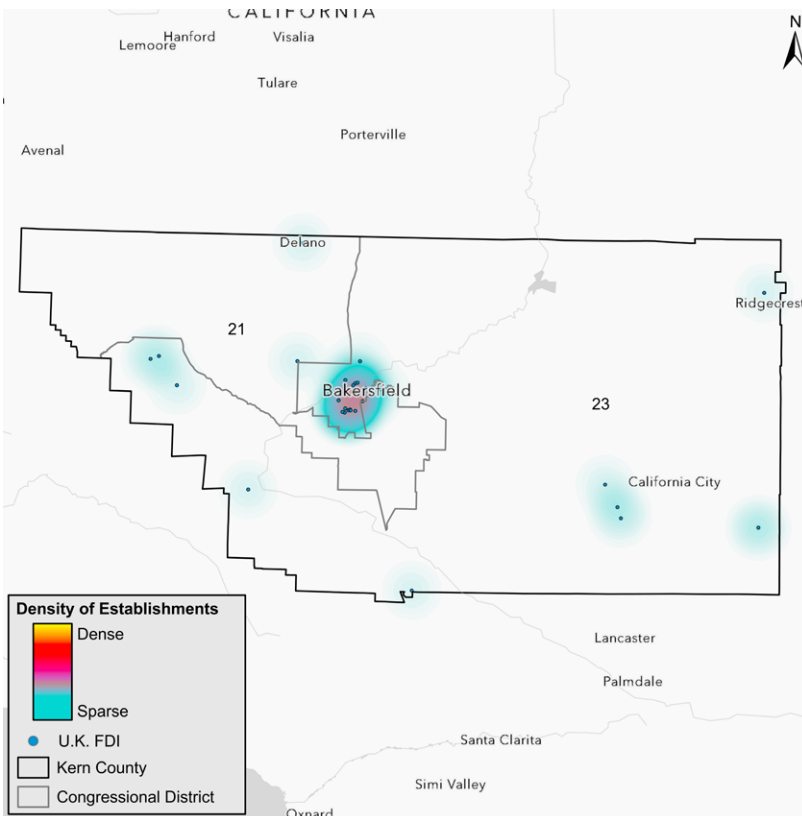 CALIFORNIA
N
Hanford
Lemoore
Visalia
Tulare
Porterville
Avenal
Delano
Ridgecrest
21
Bakersfield
23
California City
Density of Establishments
Dense
Sparse
U.K. FDI
Kern County
Congressional District
Lancaster
Palmdale
Santa Clarita
Simi Valley
Oxnard